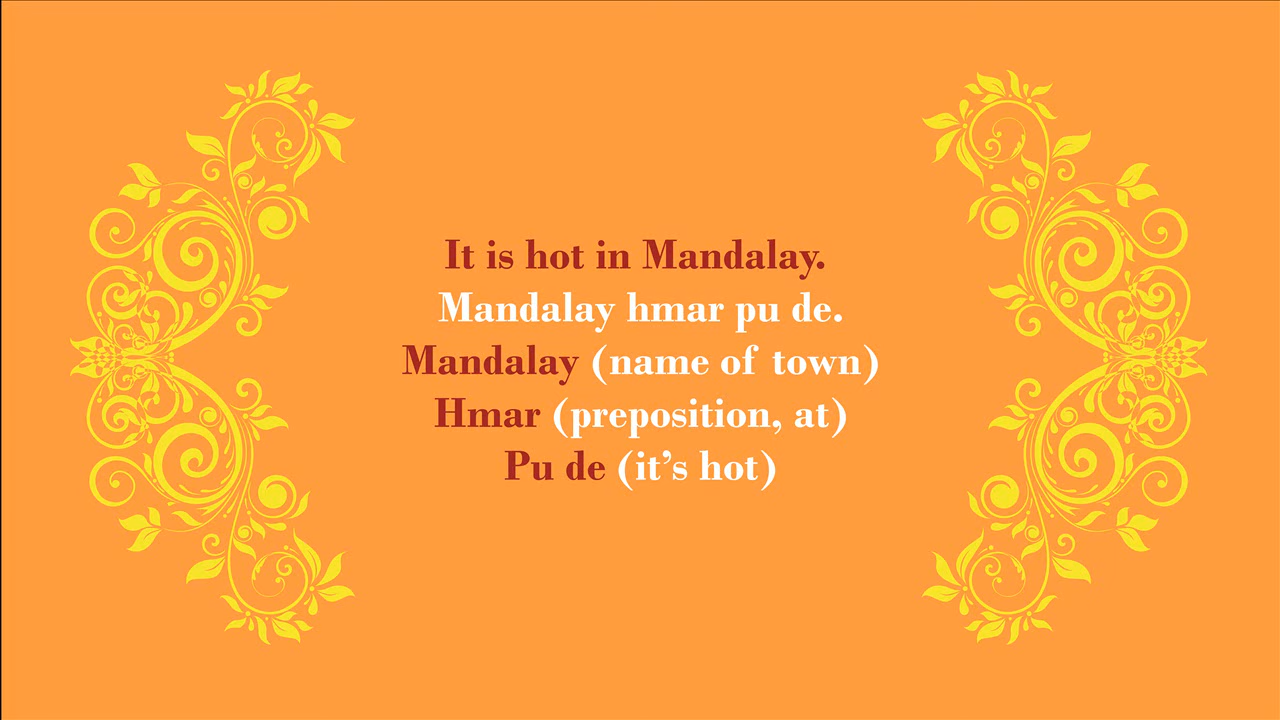 It is hot in Mandalay.
Mandalay hmar pu de.
Mandalay (name of town)
Hmar (preposition, at)
Pu de (it’s hot)